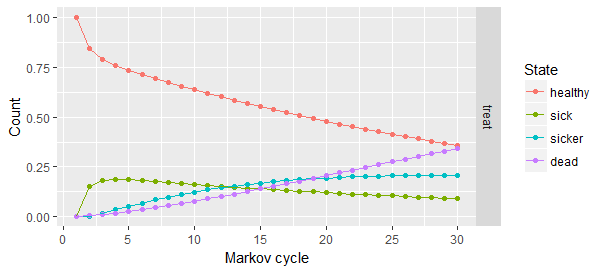 1.00
0.75
0.50
0.25
0.00
Count
0 5 10 15 20 25 30
Markov cycle
treat
State
healthy
sick
sicker
dead